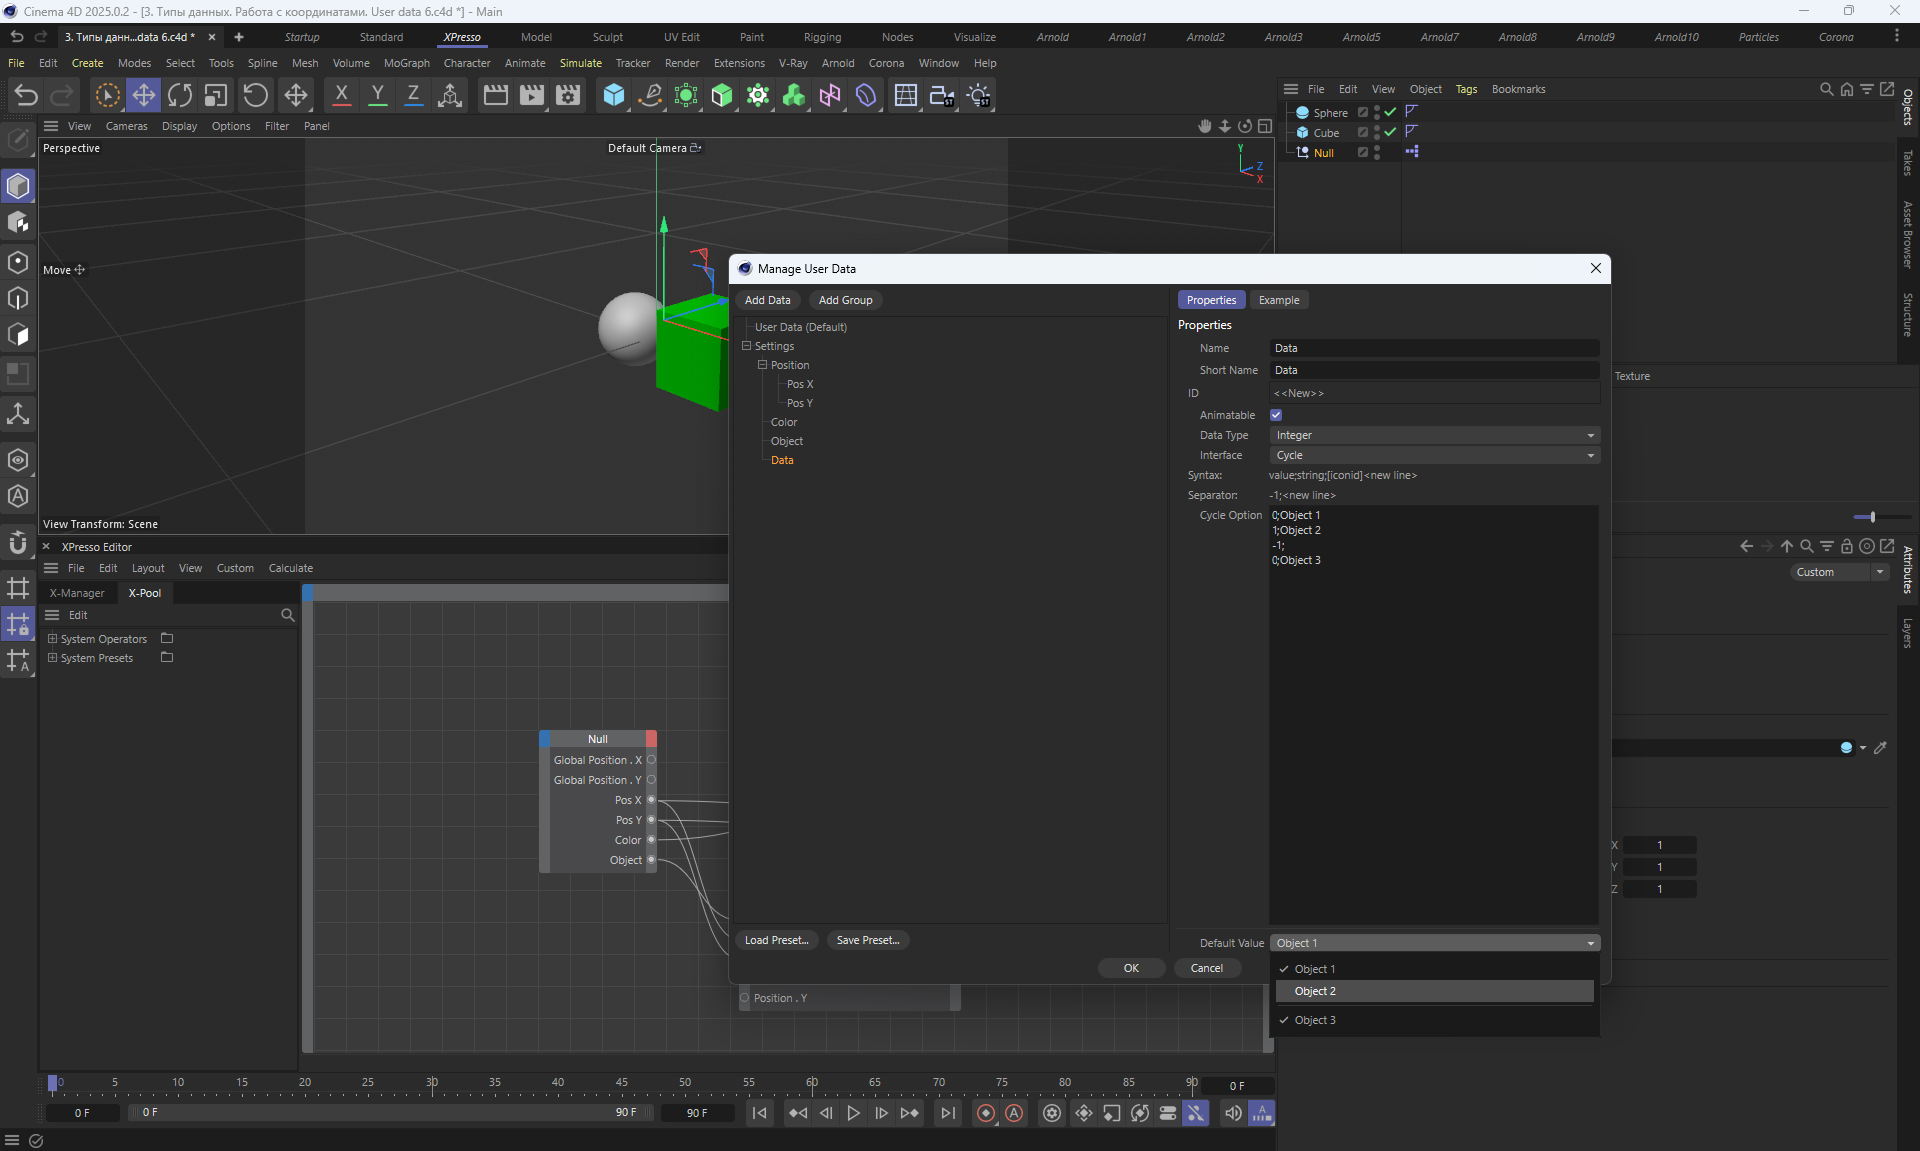 Cinema 4D 2025.0.2 - [3. Типы данных. Работа с координатами. User data 6.c4d *] - Main
3. Типы данн...data 6.c4d *
Startup Standard XPresso Model Sculpt UV Edit Paint Rigging Nodes Visualize Arnold Arnold1 Arnold2 Arnold3 Arnold5 Arnold7 Arnold8 Arnold9 Arnold10 Particles Corona
File Edit Create Modes Select Tools Spline Mesh Volume MoGraph Character Animate Simulate Tracker Render Extensions V-Ray Arnold Corona Window Help
X Y Z
ST ST
View Cameras Display Options Filter Panel
Perspective
Default Camera
Y
Z
X
Move
View Transform: Scene
File Edit View Object Tags Bookmarks
Sphere
Cube
Null
Objects
Takes
Asset Browser
Structure
Texture
Attributes
Layers
Custom
X 1
Y 1
Z 1
Manage User Data
Add Data Add Group
User Data (Default)
Settings
Position
Pos X
Pos Y
Color
Object
Data
Load Preset... Save Preset...
OK Cancel
Properties Example
Properties
Name Data
Short Name Data
ID <<New>>
Animatable
Data Type Integer
Interface Cycle
Syntax: value;string;[iconid]<new line>
Separator: -1;<new line>
Cycle Option 0;Object 1
1;Object 2
-1;
0;Object 3
Default Value Object 1
Object 1
Object 2
Object 3
XPresso Editor
File Edit Layout View Custom Calculate
X-Manager X-Pool
Edit
System Operators
System Presets
Null
Global Position . X
Global Position . Y
Pos X
Pos Y
Color
Object
Position . Y
0 5 10 15 20 25 30 35 40 45 50 55 60 65 70 75 80 85 90 0 F
0 F 0 F 90 F 90 F